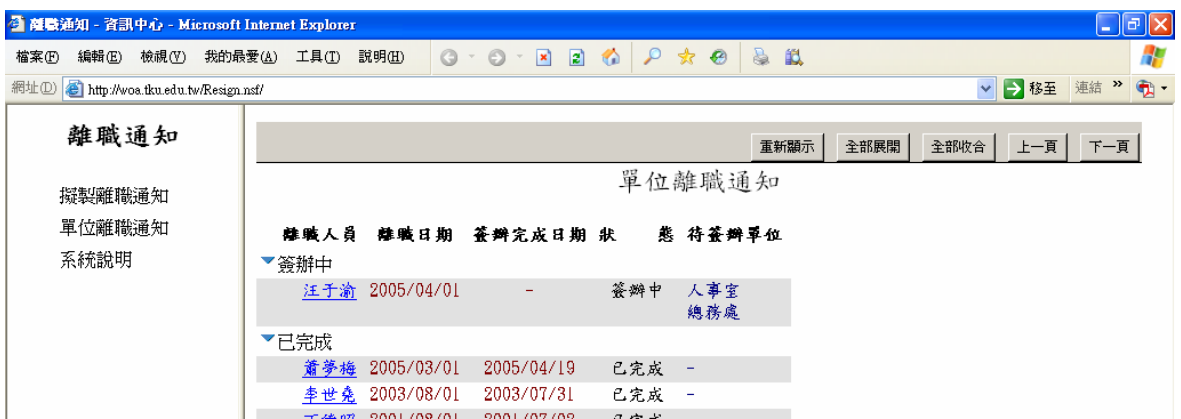 離職通知 - 資訊中心 - Microsoft Internet Explorer
檔案(F) 編輯(E) 檢視(V) 我的最愛(A) 工具(T) 說明(H)
網址(D) http://woa.tku.edu.tw/Resign.nsf/ 移至 連結 »
離職通知
擬製離職通知
單位離職通知
系統說明
重新顯示 全部展開 全部收合 上一頁 下一頁
單位離職通知
離職人員 離職日期 簽辦完成日期 狀 態 待簽辦單位
簽辦中
汪于渝 2005/04/01 - 簽辦中 人事室
總務處
已完成
蕭夢梅 2005/03/01 2005/04/19 已完成 -
李世堯 2003/08/01 2003/07/31 已完成 -